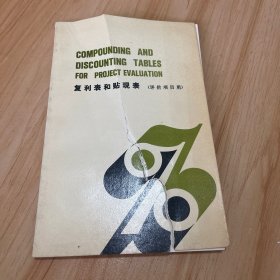 COMPOUNDING AND
DISCOUNTING TABLES
FOR PROJECT EVALUATION
复利表和贴现表 (评价项目用)
%